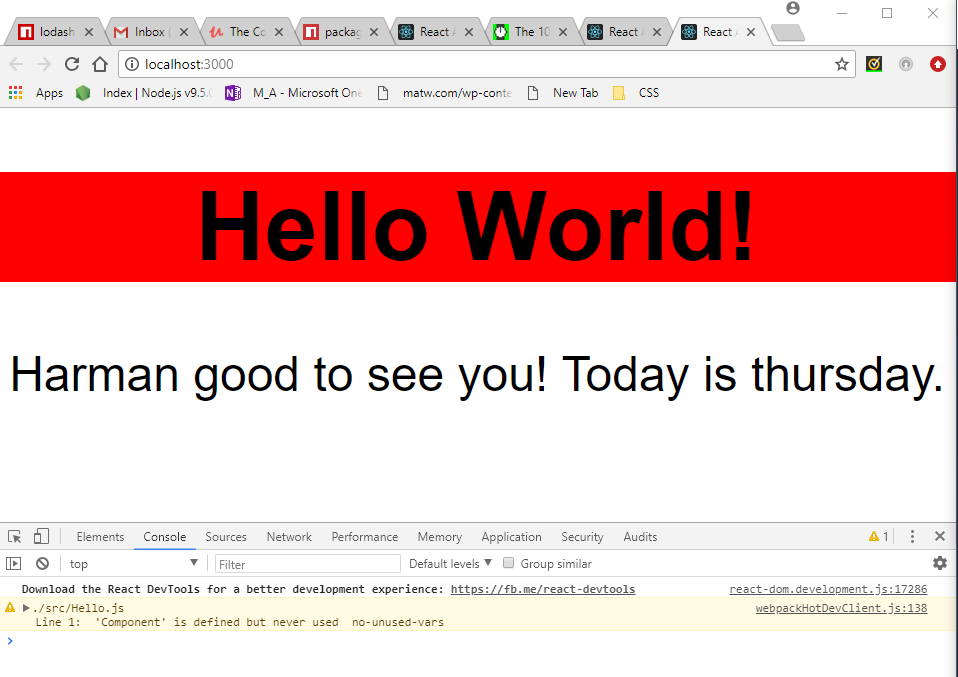 lodash
Inbox (
The Co
packag
React A
The 10
React A
React A
localhost:3000
Apps
Index | Node.js v9.5.0
M_A - Microsoft One
matw.com/wp-conte
New Tab
CSS
Hello World!
Harman good to see you! Today is thursday.
Elements Console Sources Network Performance Memory Application Security Audits 1
top Filter Default levels Group similar
Download the React DevTools for a better development experience: https://fb.me/react-devtools react-dom.development.js:17286
./src/Hello.js webpackHotDevClient.js:138
Line 1: 'Component' is defined but never used no-unused-vars